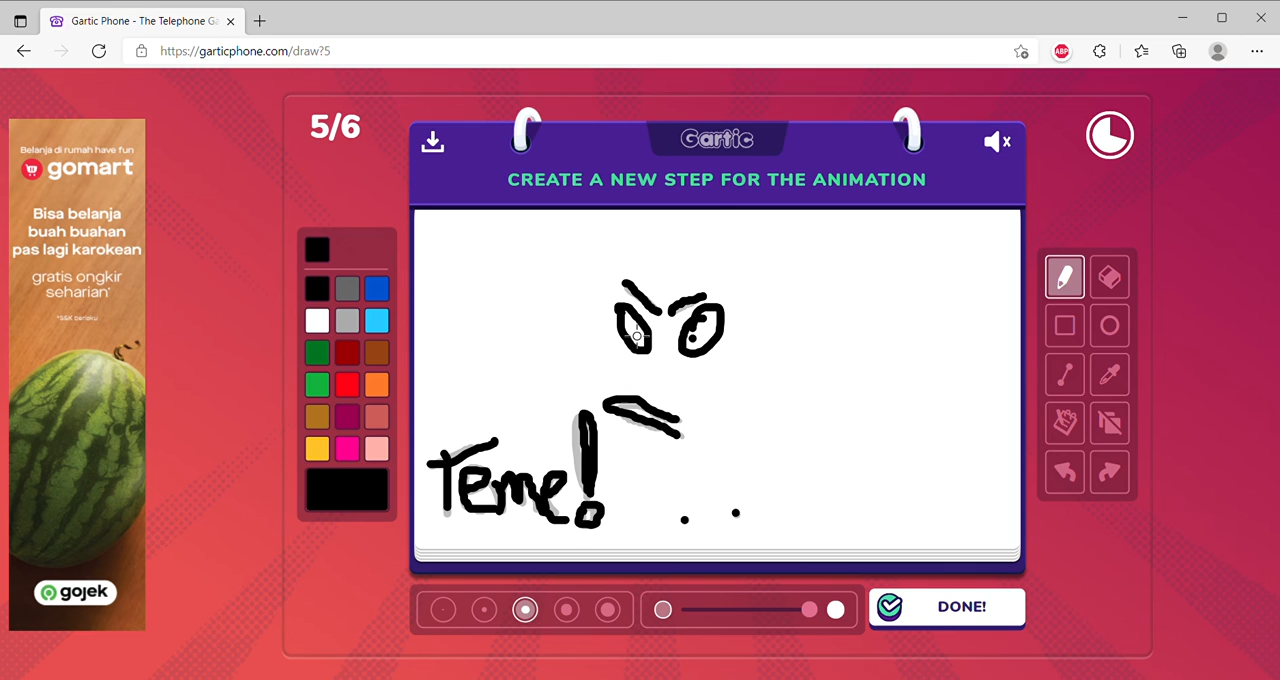 Gartic Phone - The Telephone Ga
https://garticphone.com/draw?5
ABP
5/6
Gartic
CREATE A NEW STEP FOR THE ANIMATION
Belanja di rumah have fun
gomart
Bisa belanja
buah buahan
pas lagi karokean
gratis ongkir
seharian*
*S&K berlaku
gojek
Teme!
DONE!